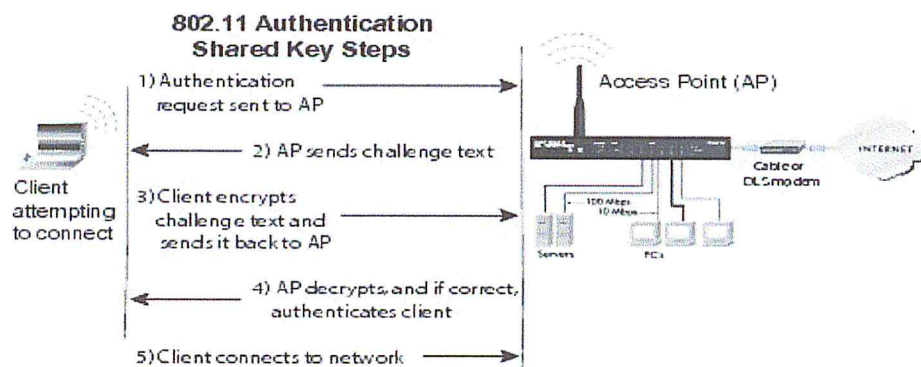 802.11 Authentication
Shared Key Steps
1) Authentication
request sent to AP
2) AP sends challenge text
3) Client encrypts
challenge text and
sends it back to AP
4) AP decrypts, and if correct,
authenticates client
5) Client connects to network
Client
attempting
to connect
Access Point (AP)
INTERNET
Cable or
DLS modem
100 Mbps
10 Mbps
Servers
PCs